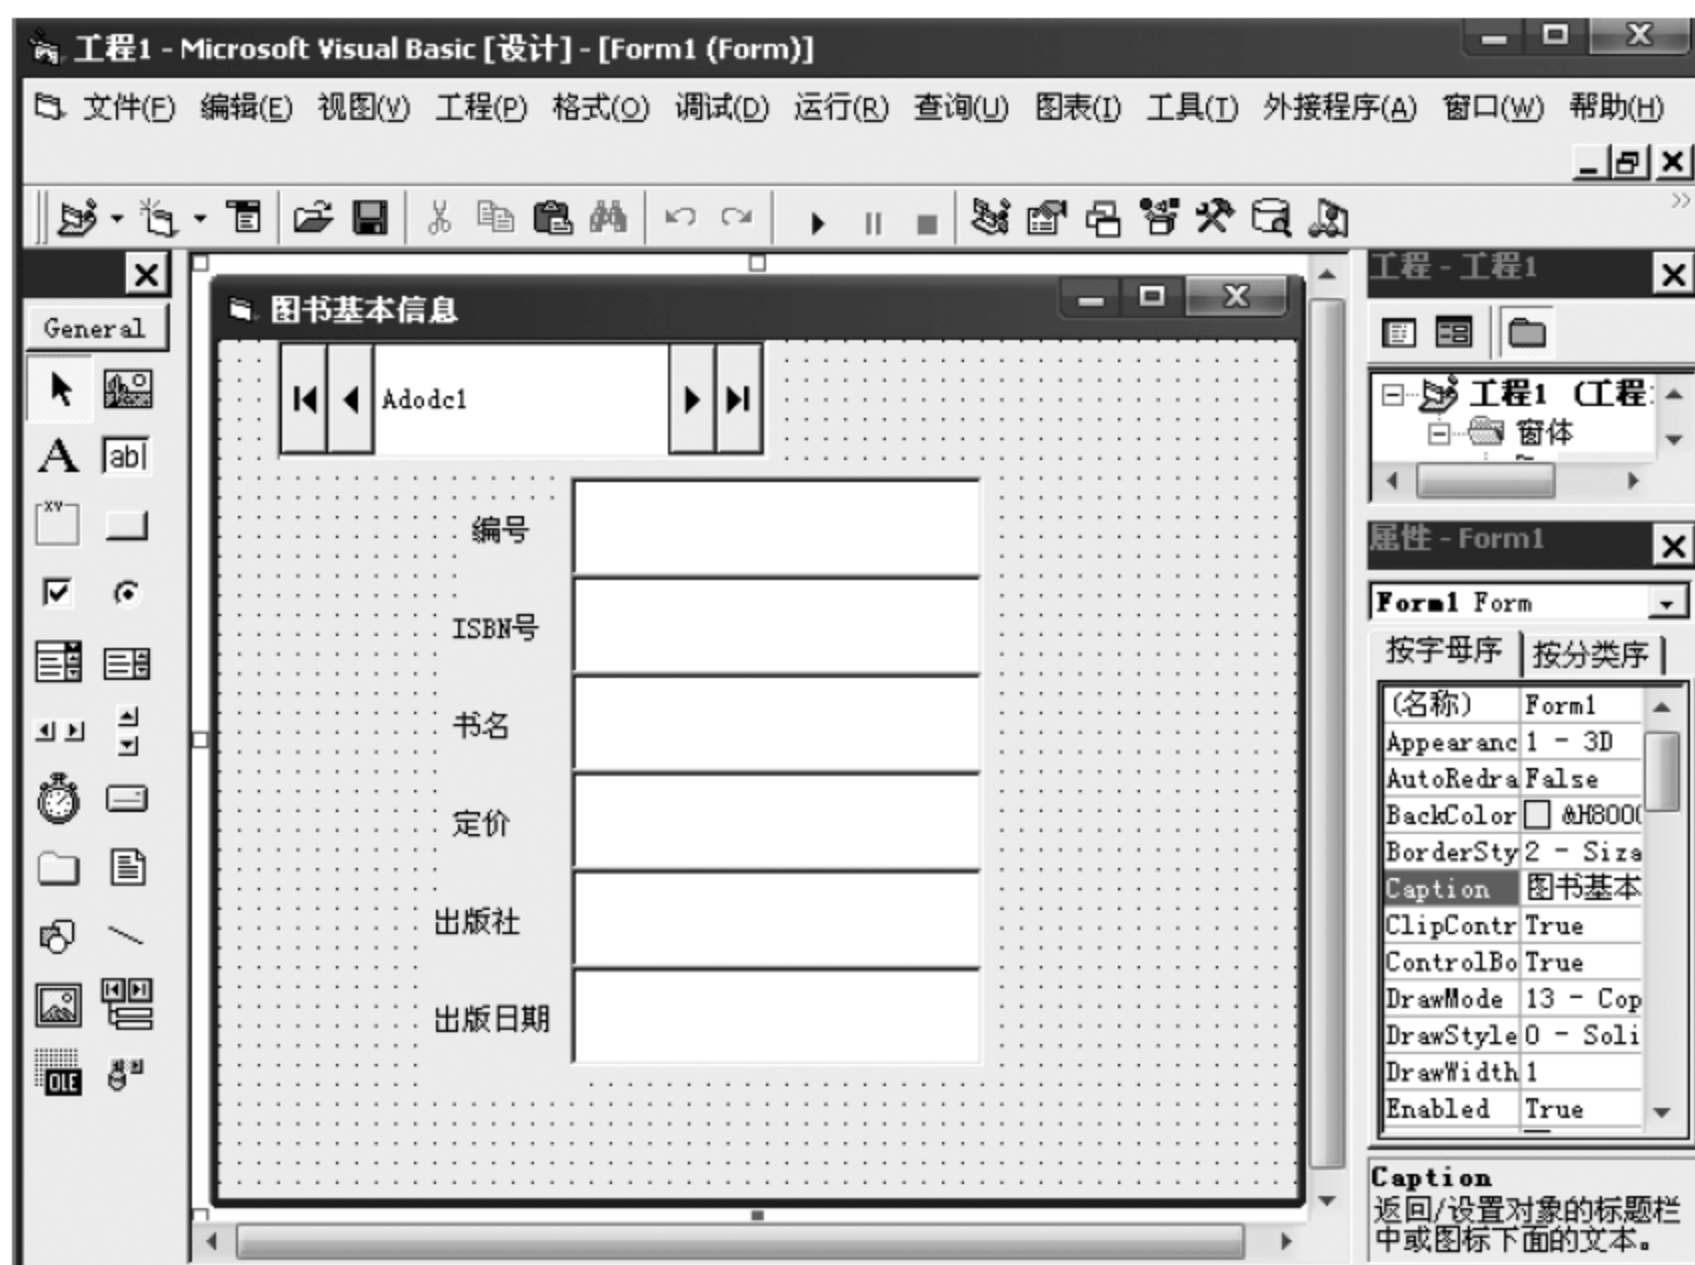 工程1 - Microsoft Visual Basic [设计] - [Form1 (Form)]
文件(F) 编辑(E) 视图(V) 工程(P) 格式(O) 调试(D) 运行(R) 查询(U) 图表(I) 工具(T) 外接程序(A) 窗口(W) 帮助(H)
General
A
abl
XY
OLE
图书基本信息
Adodc1
编号
ISBN号
书名
定价
出版社
出版日期
工程 - 工程1
工程1 (工程
窗体
属性 - Form1
Form1 Form
按字母序 按分类序
(名称) Form1
Appearanc 1 - 3D
AutoRedra False
BackColor &H800(
BorderSty 2 - Siza
Caption 图书基本
ClipContr True
ControlBo True
DrawMode 13 - Cop
DrawStyle 0 - Soli
DrawWidth 1
Enabled True
Caption
返回/设置对象的标题栏
中或图标下面的文本。